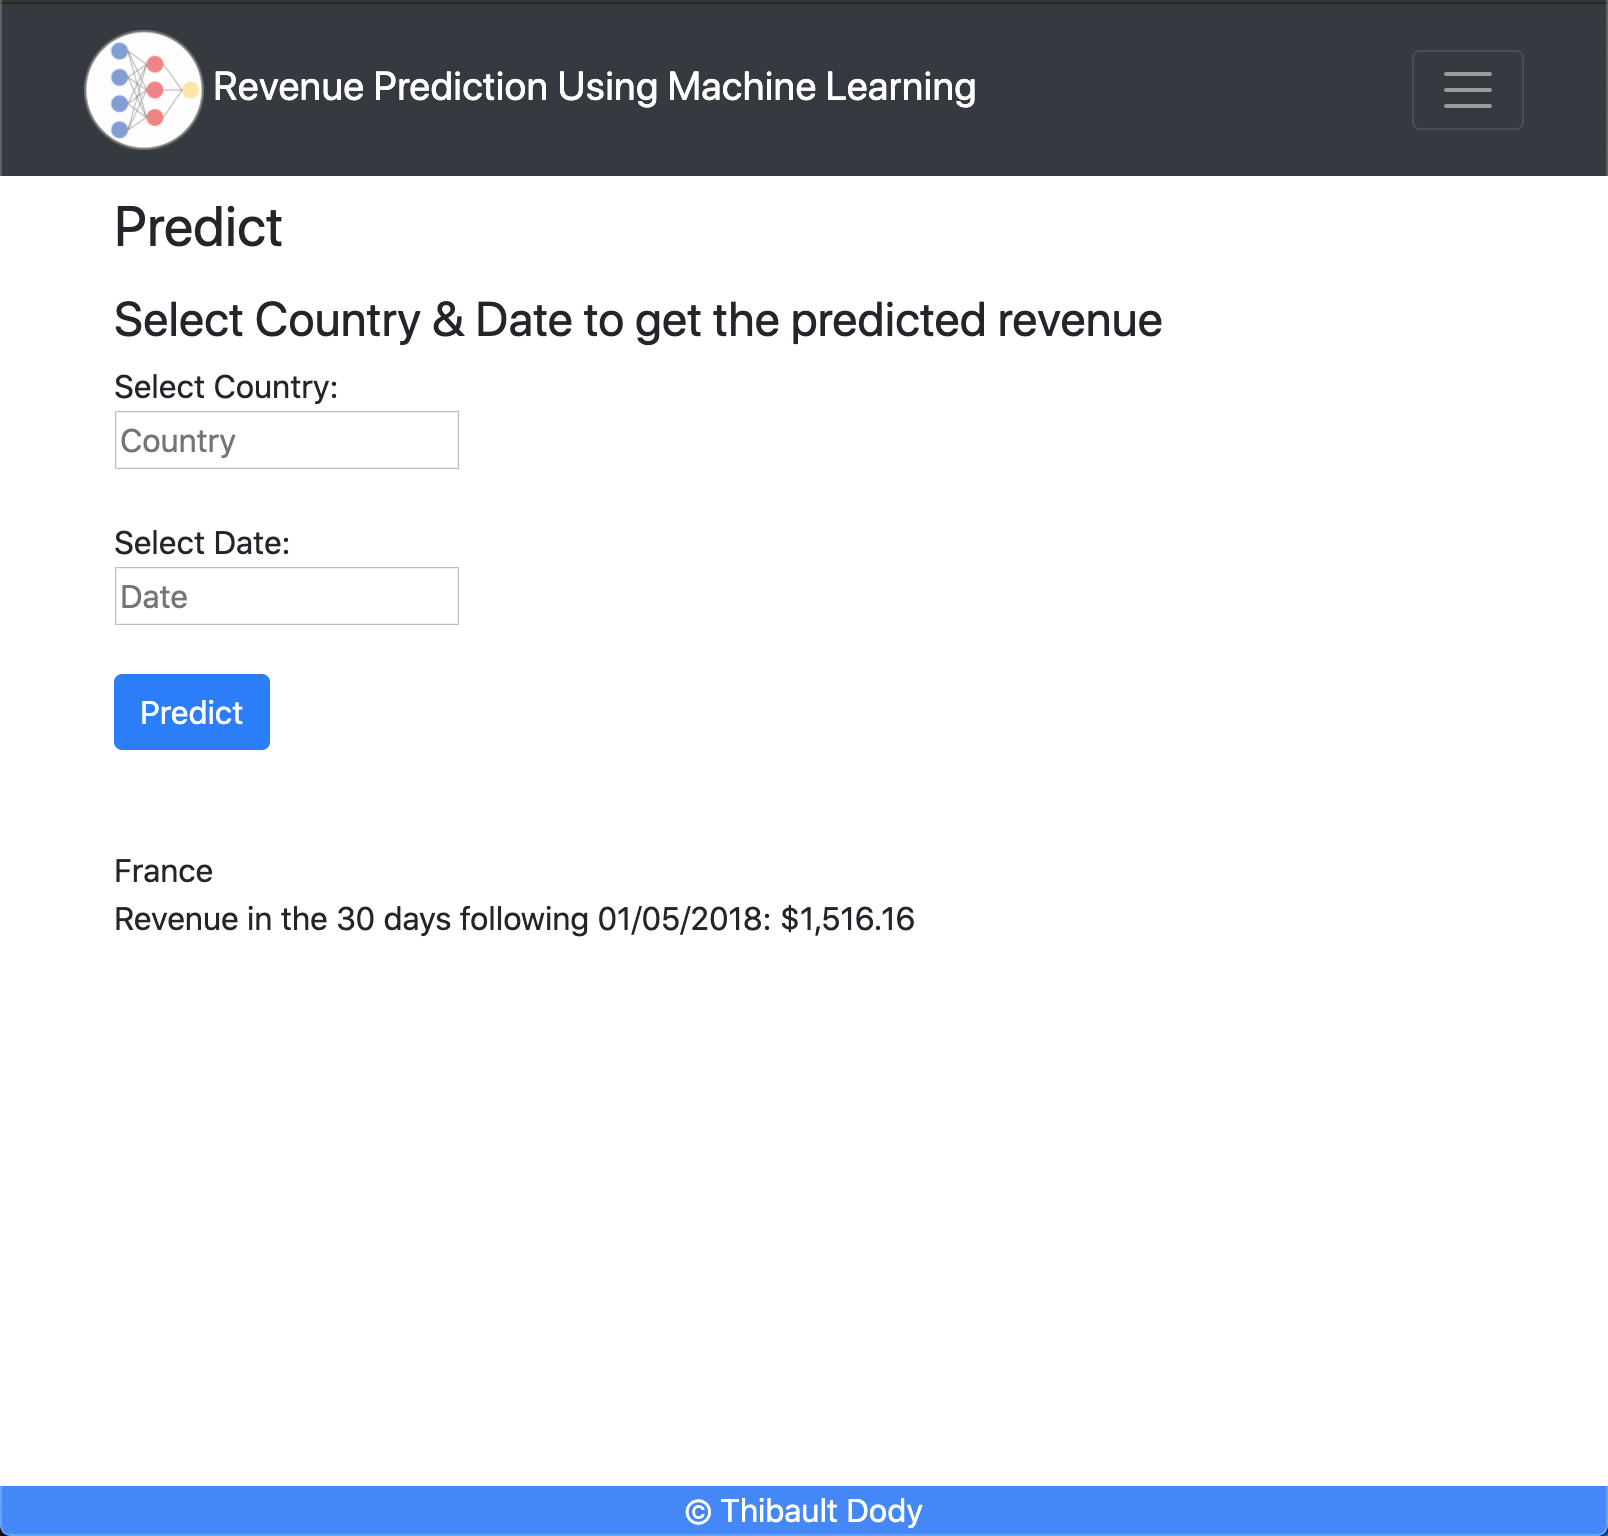 Revenue Prediction Using Machine Learning
Predict
Select Country & Date to get the predicted revenue
Select Country:
Country
Select Date:
Date
Predict
France
Revenue in the 30 days following 01/05/2018: $1,516.16
© Thibault Dody